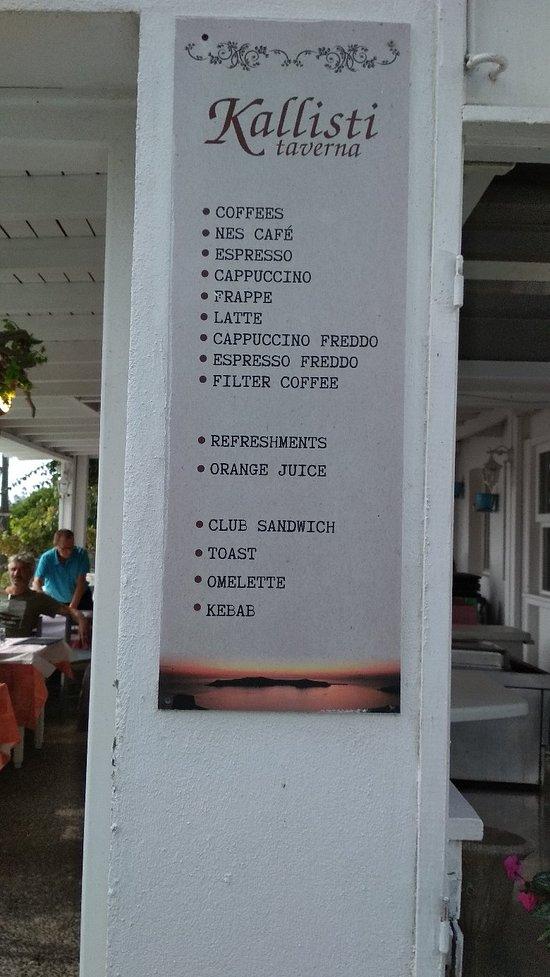 Kallisti
taverna
• COFFEES
• NES CAFÉ
• ESPRESSO
• CAPPUCCINO
• FRAPPE
• LATTE
• CAPPUCCINO FREDDO
• ESPRESSO FREDDO
• FILTER COFFEE
• REFRESHMENTS
• ORANGE JUICE
• CLUB SANDWICH
• TOAST
• OMELETTE
• KEBAB